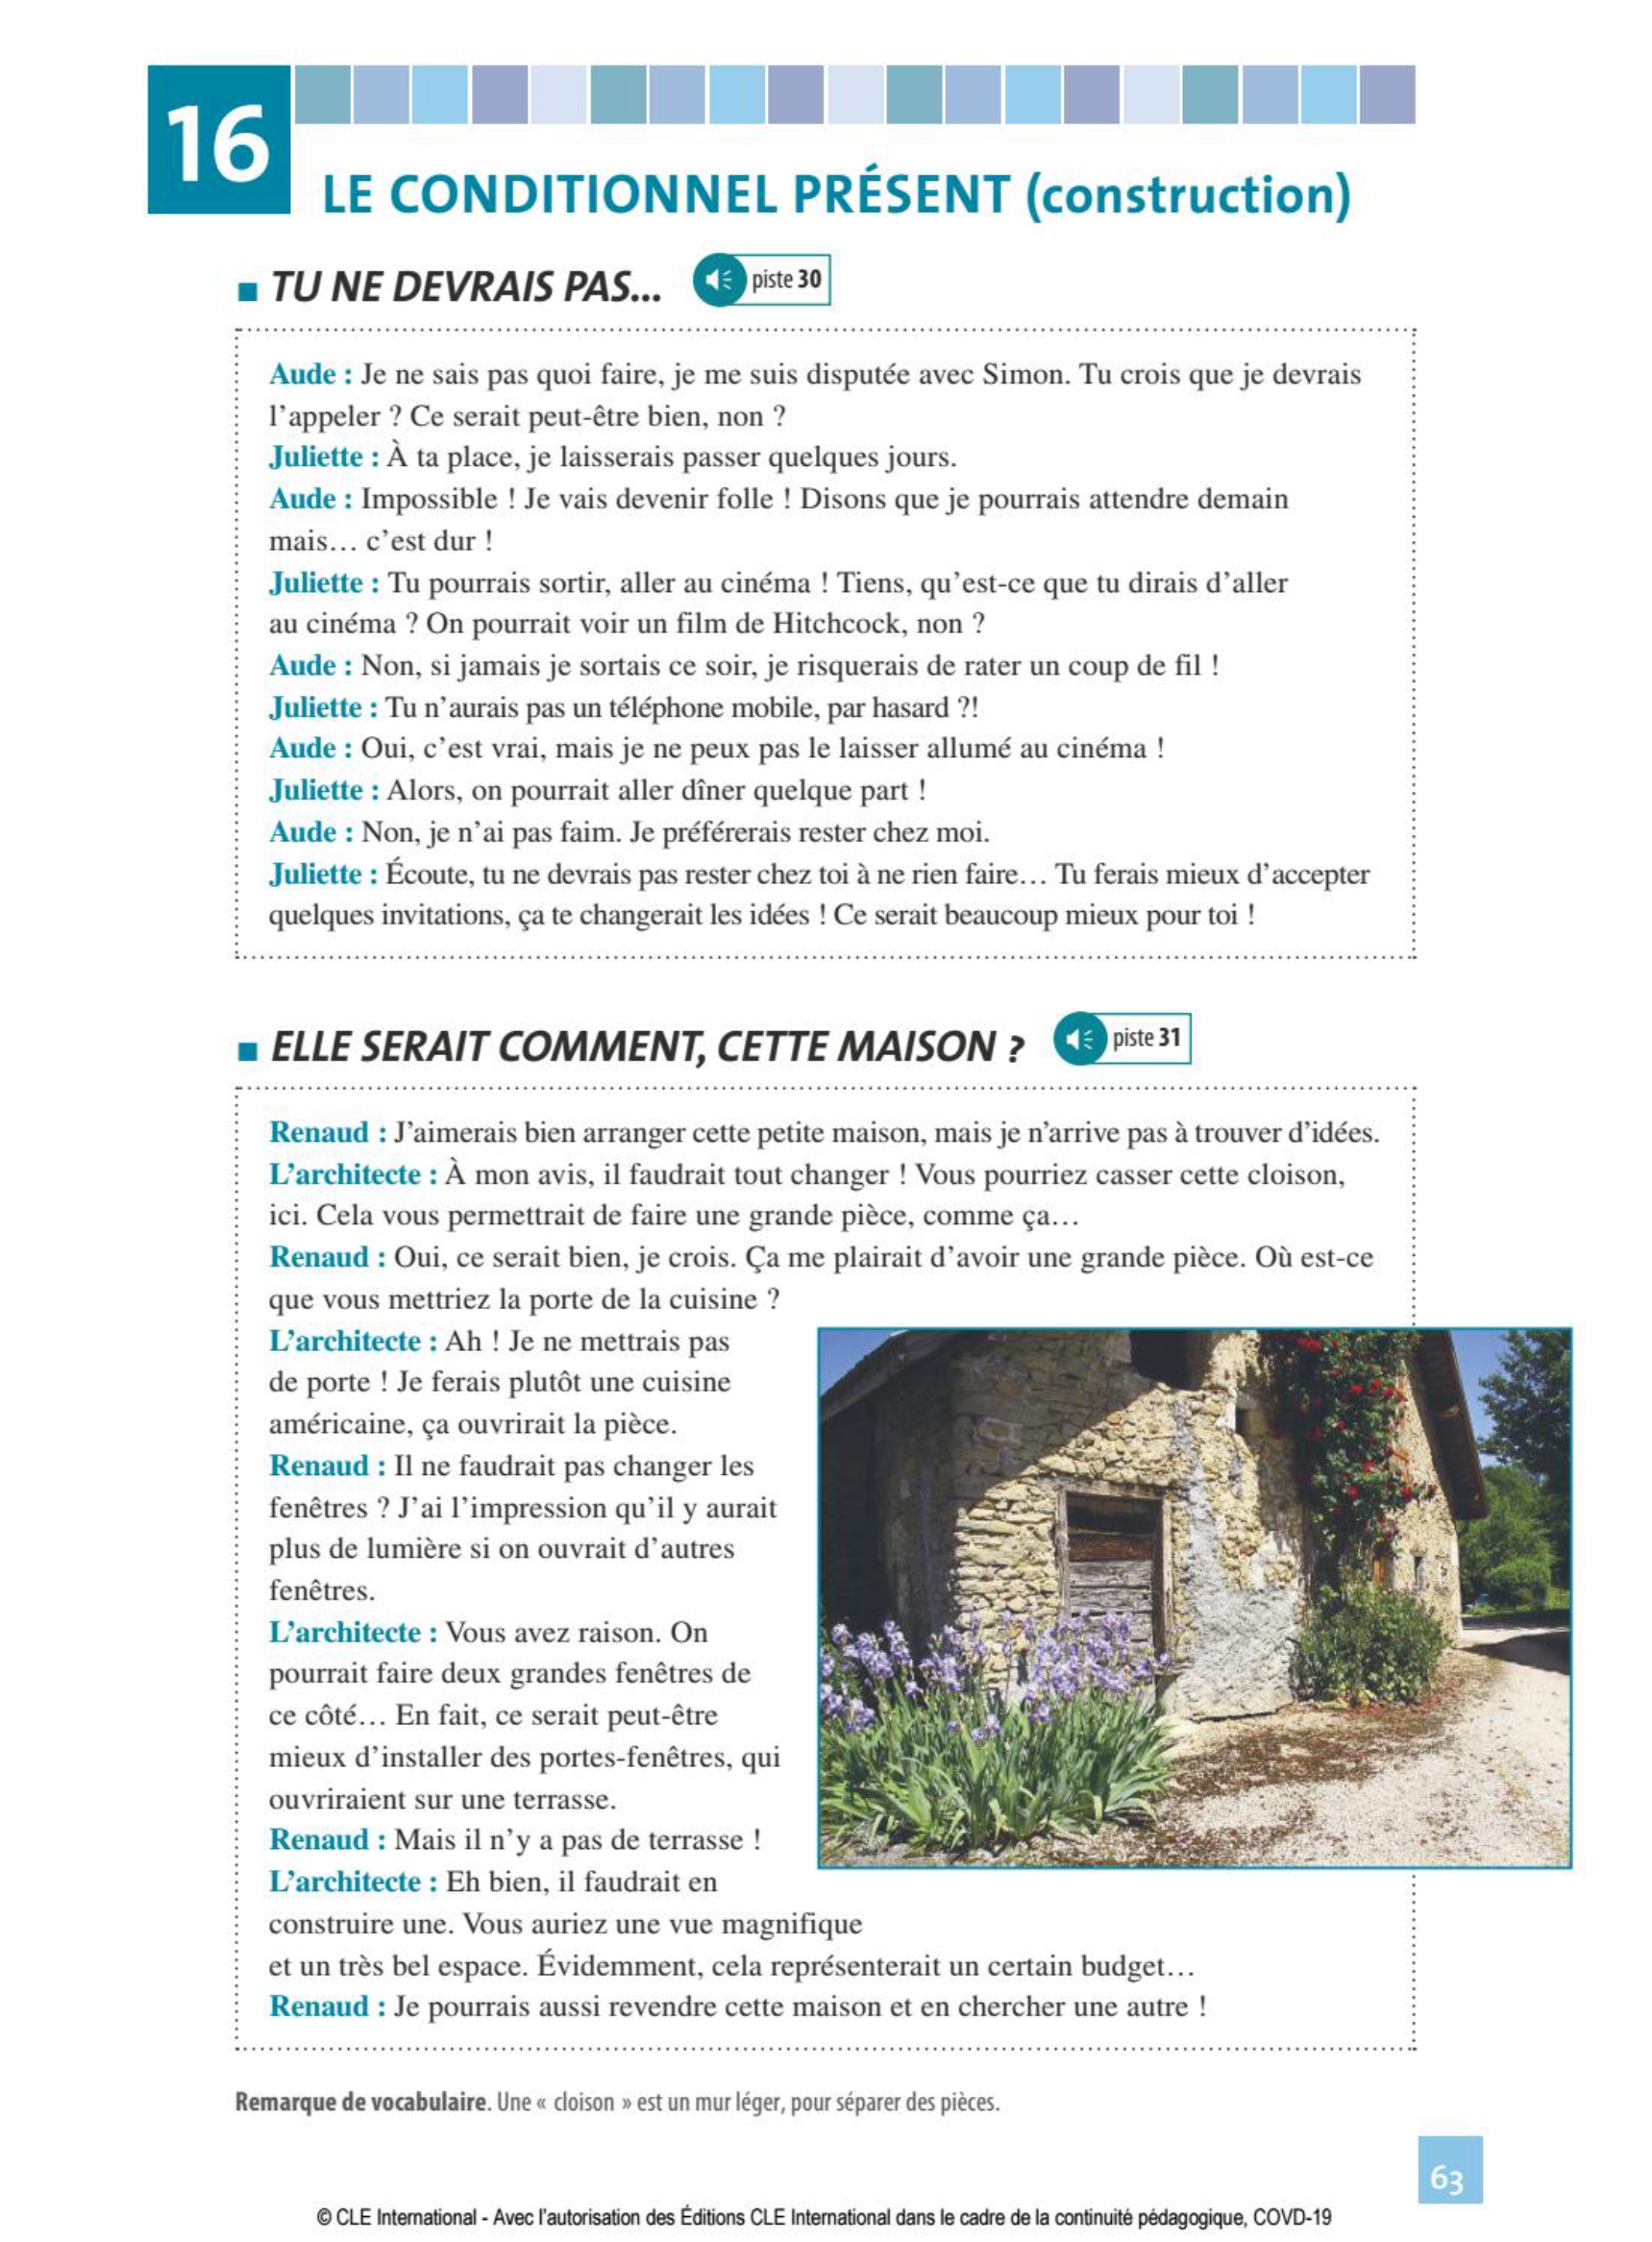 16
LE CONDITIONNEL PRÉSENT (construction)
TU NE DEVRAIS PAS...
piste 30
Aude : Je ne sais pas quoi faire, je me suis disputée avec Simon. Tu crois que je devrais
l'appeler ? Ce serait peut-être bien, non ?
Juliette : À ta place, je laisserais passer quelques jours.
Aude : Impossible ! Je vais devenir folle ! Disons que je pourrais attendre demain
mais… c'est dur !
Juliette : Tu pourrais sortir, aller au cinéma ! Tiens, qu'est-ce que tu dirais d'aller
au cinéma ? On pourrait voir un film de Hitchcock, non ?
Aude : Non, si jamais je sortais ce soir, je risquerais de rater un coup de fil !
Juliette : Tu n'aurais pas un téléphone mobile, par hasard ?!
Aude : Oui, c'est vrai, mais je ne peux pas le laisser allumé au cinéma !
Juliette : Alors, on pourrait aller dîner quelque part !
Aude : Non, je n'ai pas faim. Je préférerais rester chez moi.
Juliette : Écoute, tu ne devrais pas rester chez toi à ne rien faire… Tu ferais mieux d'accepter
quelques invitations, ça te changerait les idées ! Ce serait beaucoup mieux pour toi !
ELLE SERAIT COMMENT, CETTE MAISON ?
piste 31
Renaud : J'aimerais bien arranger cette petite maison, mais je n'arrive pas à trouver d'idées.
L'architecte : À mon avis, il faudrait tout changer ! Vous pourriez casser cette cloison,
ici. Cela vous permettrait de faire une grande pièce, comme ça…
Renaud : Oui, ce serait bien, je crois. Ça me plairait d'avoir une grande pièce. Où est-ce
que vous mettriez la porte de la cuisine ?
L'architecte : Ah ! Je ne mettrais pas
de porte ! Je ferais plutôt une cuisine
américaine, ça ouvrirait la pièce.
Renaud : Il ne faudrait pas changer les
fenêtres ? J'ai l'impression qu'il y aurait
plus de lumière si on ouvrait d'autres
fenêtres.
L'architecte : Vous avez raison. On
pourrait faire deux grandes fenêtres de
ce côté… En fait, ce serait peut-être
mieux d'installer des portes-fenêtres, qui
ouvriraient sur une terrasse.
Renaud : Mais il n'y a pas de terrasse !
L'architecte : Eh bien, il faudrait en
construire une. Vous auriez une vue magnifique
et un très bel espace. Évidemment, cela représenterait un certain budget…
Renaud : Je pourrais aussi revendre cette maison et en chercher une autre !
Remarque de vocabulaire. Une « cloison » est un mur léger, pour séparer des pièces.
63
© CLE International - Avec l'autorisation des Éditions CLE International dans le cadre de la continuité pédagogique, COVD-19